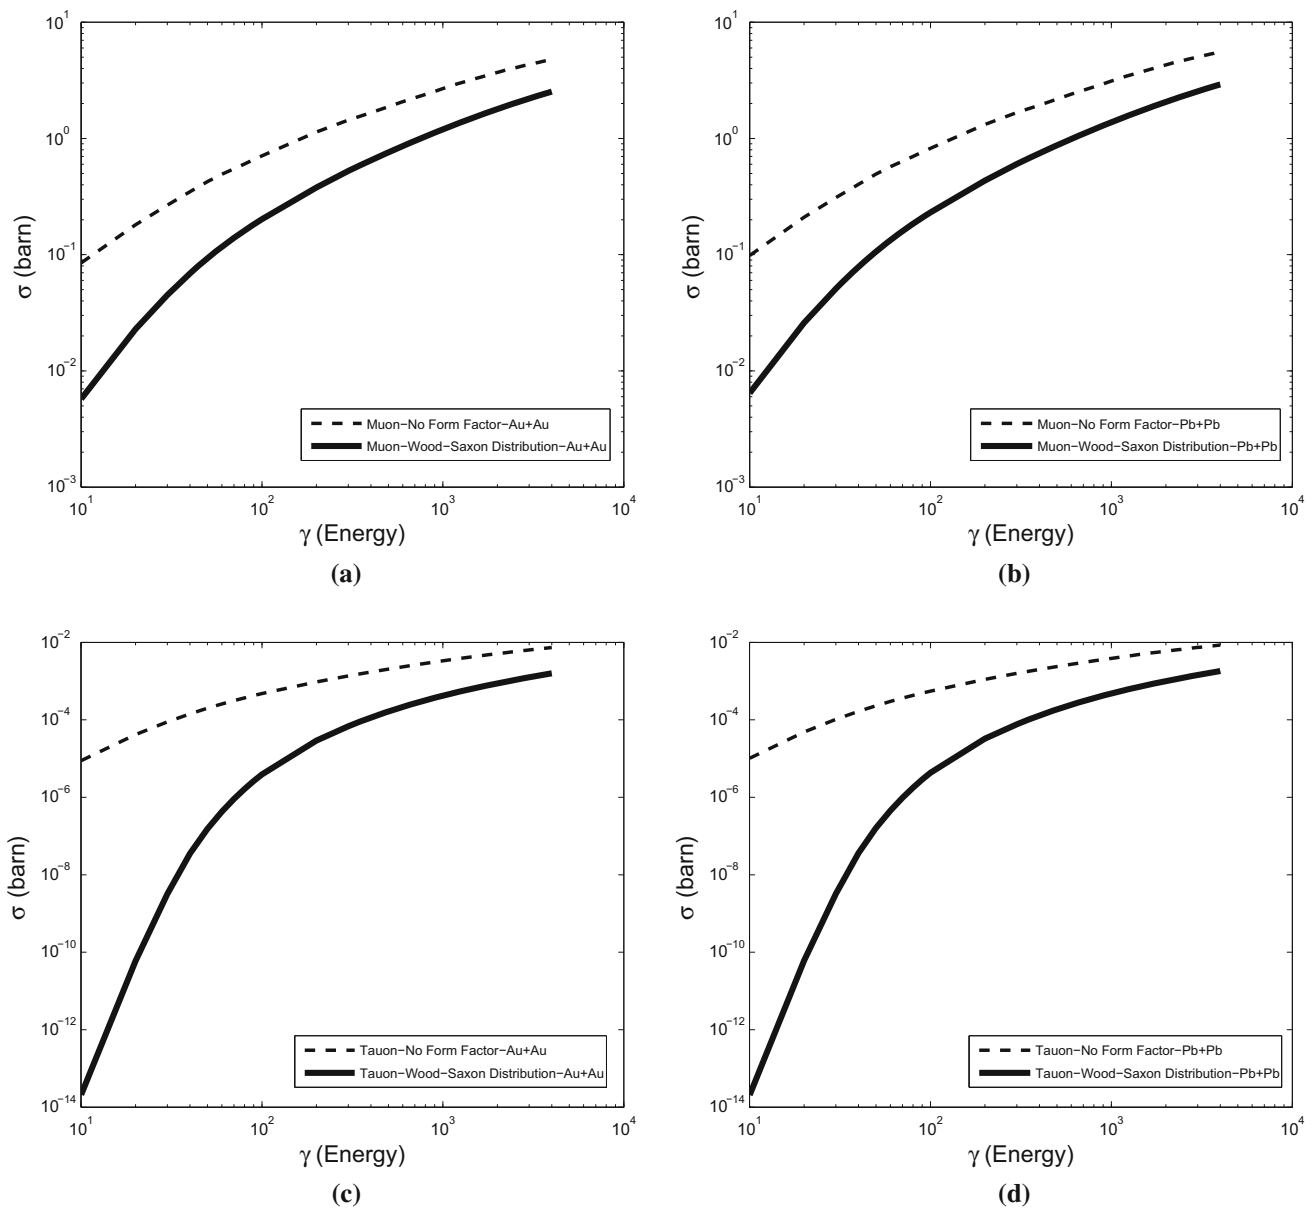 10^1
10^0
10^−1
10^−2
10^−3
σ (barn)
Muon−No Form Factor−Au+Au
Muon−Wood−Saxon Distribution−Au+Au
10^1 10^2 10^3 10^4
γ (Energy)
(a)
10^1
10^0
10^−1
10^−2
10^−3
σ (barn)
Muon−No Form Factor−Pb+Pb
Muon−Wood−Saxon Distribution−Pb+Pb
10^1 10^2 10^3 10^4
γ (Energy)
(b)
10^−2
10^−4
10^−6
10^−8
10^−10
10^−12
10^−14
σ (barn)
Tauon−No Form Factor−Au+Au
Tauon−Wood−Saxon Distribution−Au+Au
10^1 10^2 10^3 10^4
γ (Energy)
(c)
10^−2
10^−4
10^−6
10^−8
10^−10
10^−12
10^−14
σ (barn)
Tauon−No Form Factor−Pb+Pb
Tauon−Wood−Saxon Distribution−Pb+Pb
10^1 10^2 10^3 10^4
γ (Energy)
(d)